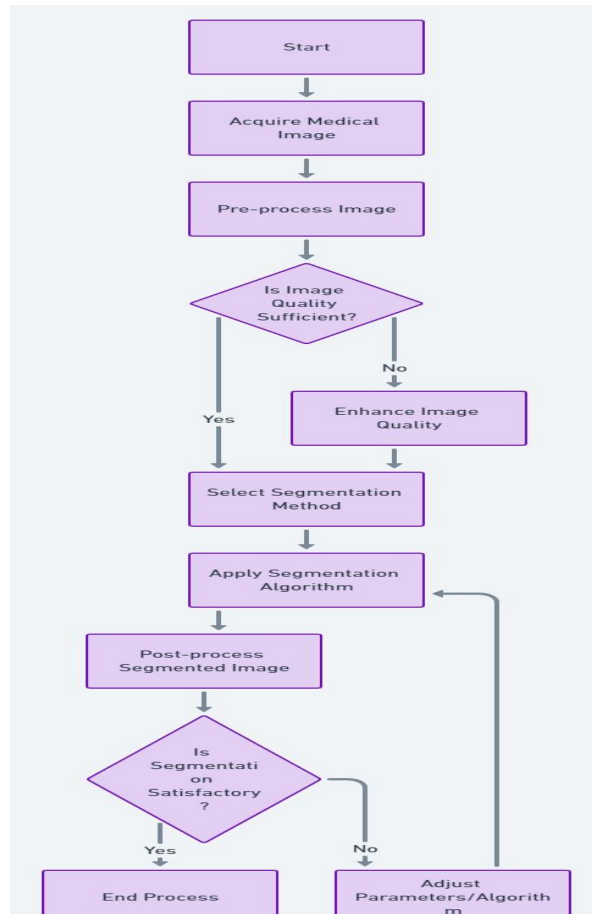 Start
Acquire Medical
Image
Pre-process Image
Is Image
Quality
Sufficient?
No
Enhance Image
Quality
Yes
Select Segmentation
Method
Apply Segmentation
Algorithm
Post-process
Segmented Image
Is
Segmentati
on
Satisfactory
?
Yes
No
End Process
Adjust
Parameters/Algorith
m